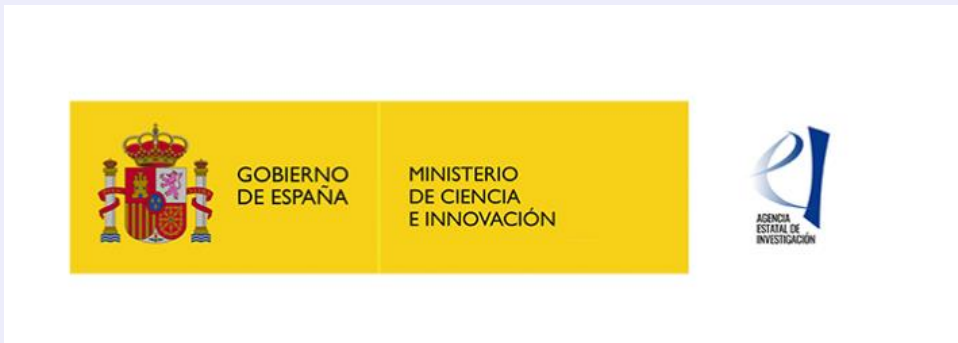 GOBIERNO
DE ESPAÑA
MINISTERIO
DE CIENCIA
E INNOVACIÓN
AGENCIA
ESTATAL DE
INVESTIGACIÓN